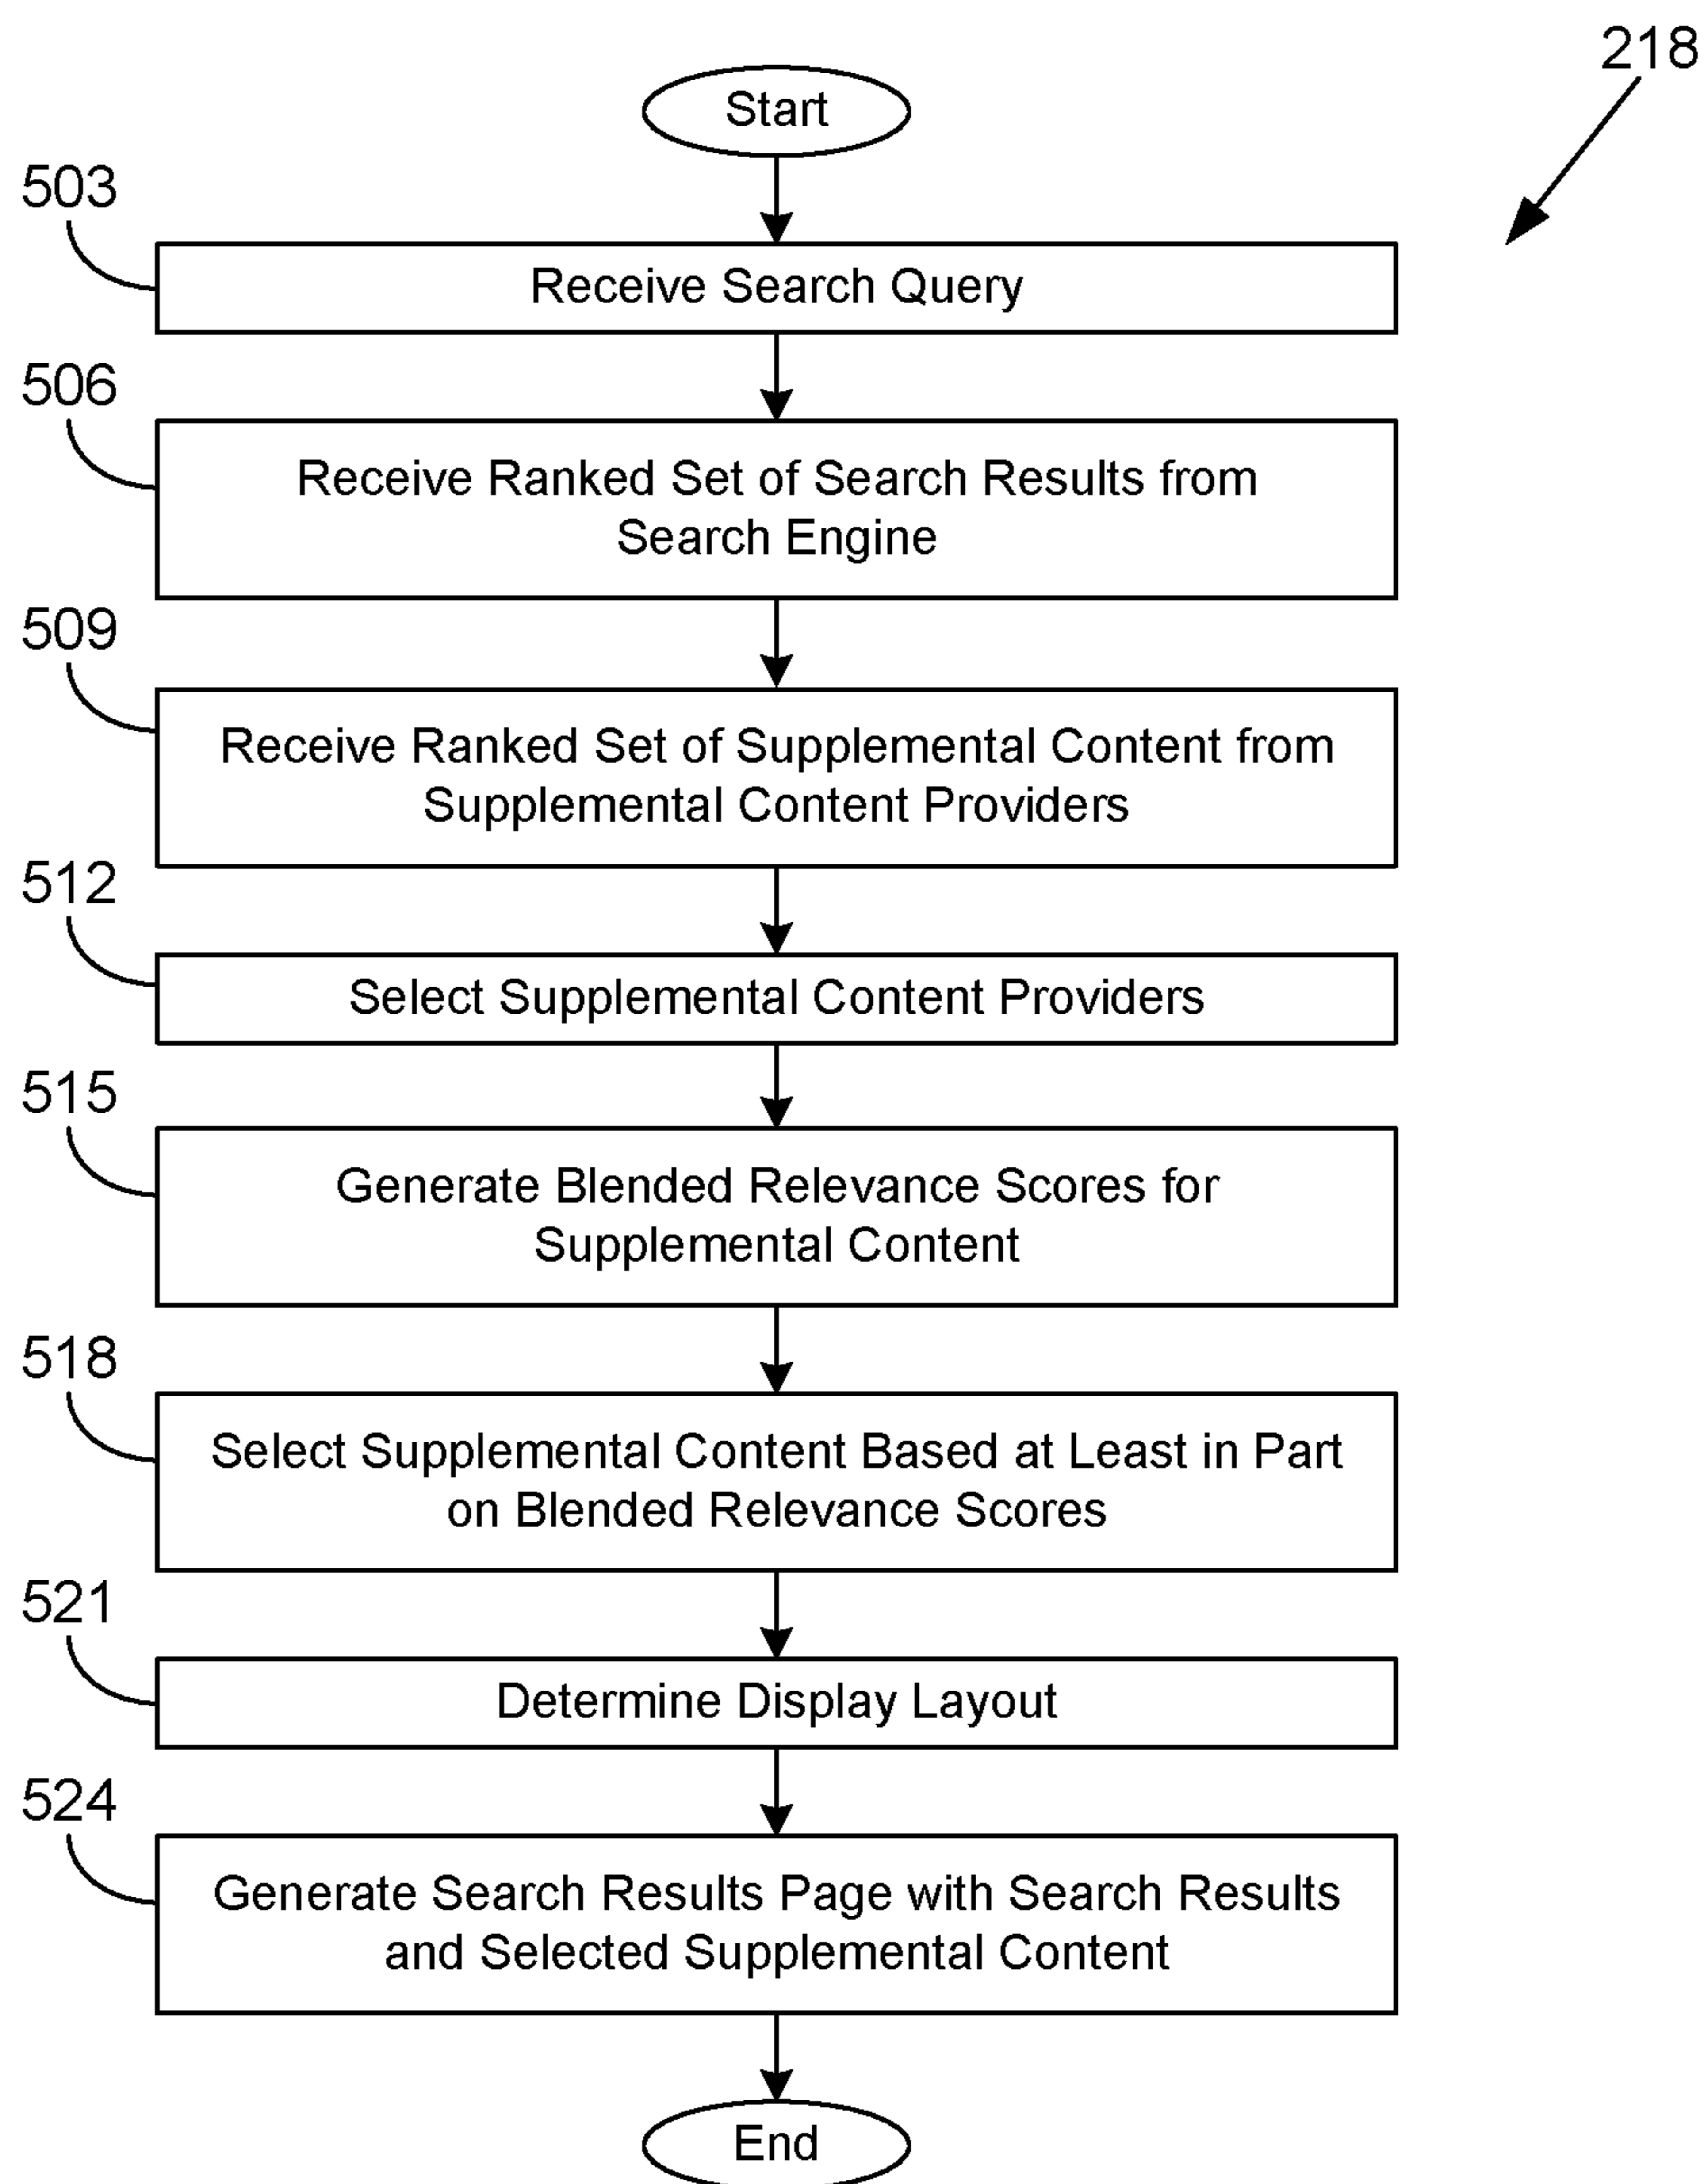 218
Start
503
Receive Search Query
506
Receive Ranked Set of Search Results from
Search Engine
509
Receive Ranked Set of Supplemental Content from
Supplemental Content Providers
512
Select Supplemental Content Providers
515
Generate Blended Relevance Scores for
Supplemental Content
518
Select Supplemental Content Based at Least in Part
on Blended Relevance Scores
521
Determine Display Layout
524
Generate Search Results Page with Search Results
and Selected Supplemental Content
End